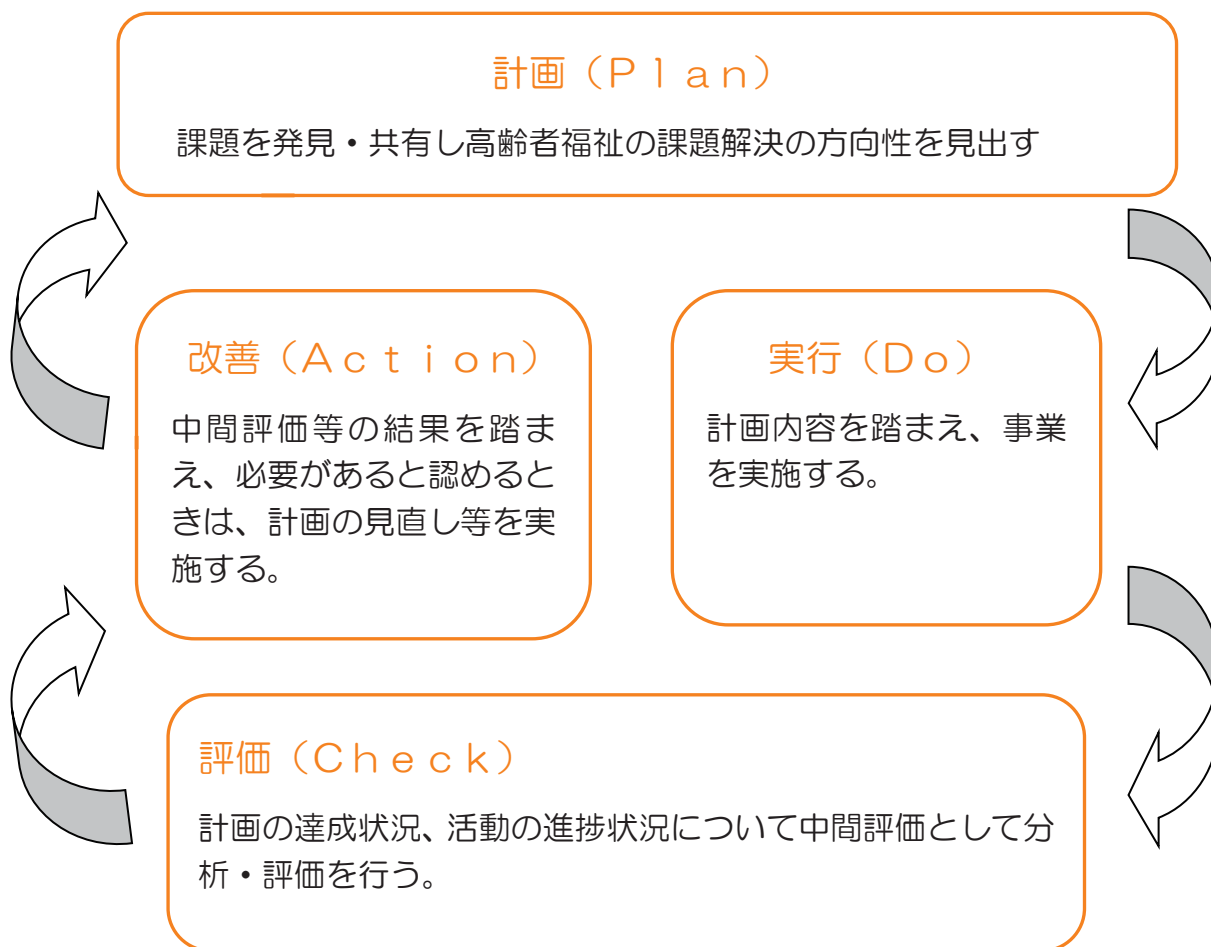 計画（Ｐｌａｎ）
課題を発見・共有し高齢者福祉の課題解決の方向性を見出す
改善（Ａｃｔｉｏｎ）
中間評価等の結果を踏ま
え、必要があると認めると
きは、計画の見直し等を実
施する。
実行（Ｄｏ）
計画内容を踏まえ、事業
を実施する。
評価（Ｃｈｅｃｋ）
計画の達成状況、活動の進捗状況について中間評価として分
析・評価を行う。